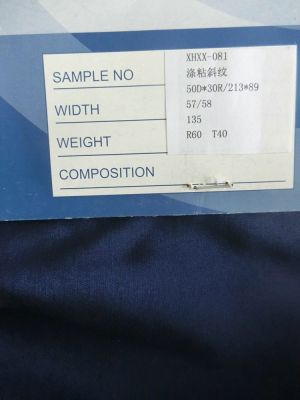 XHXX-081
SAMPLE NO 涤粘斜纹
50D*30R/213*89
WIDTH 57/58
135
WEIGHT R60 T40
COMPOSITION